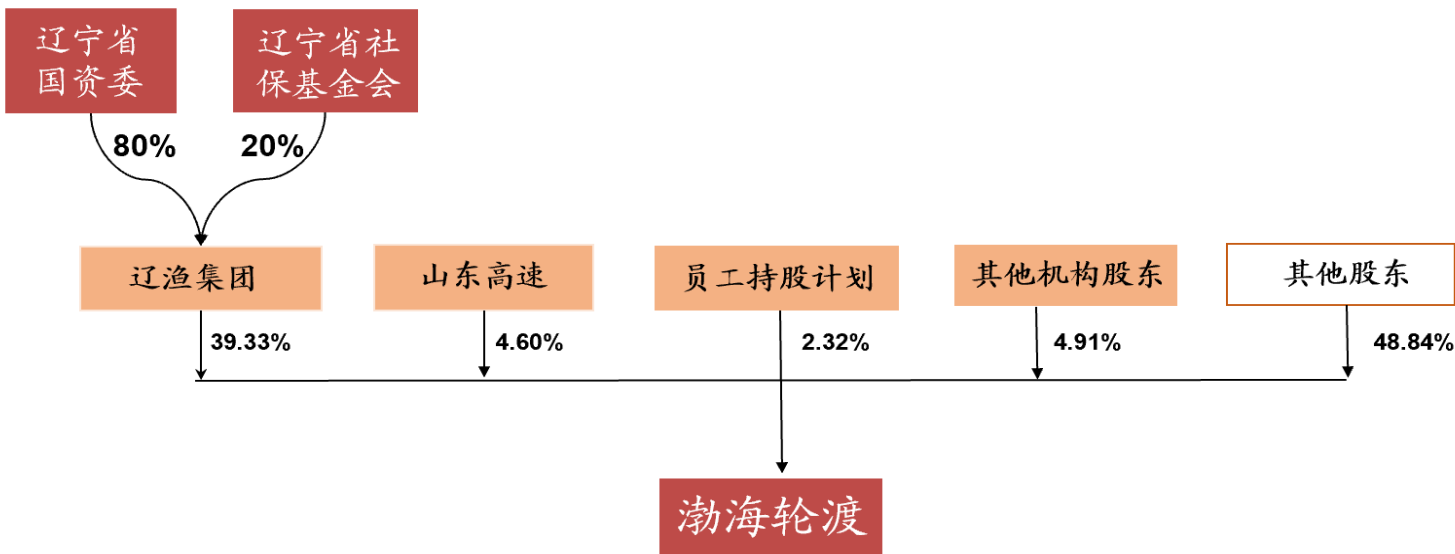 辽宁省
国资委
辽宁省社
保基金会
80%
20%
辽渔集团
山东高速
员工持股计划
其他机构股东
其他股东
39.33%
4.60%
2.32%
4.91%
48.84%
渤海轮渡